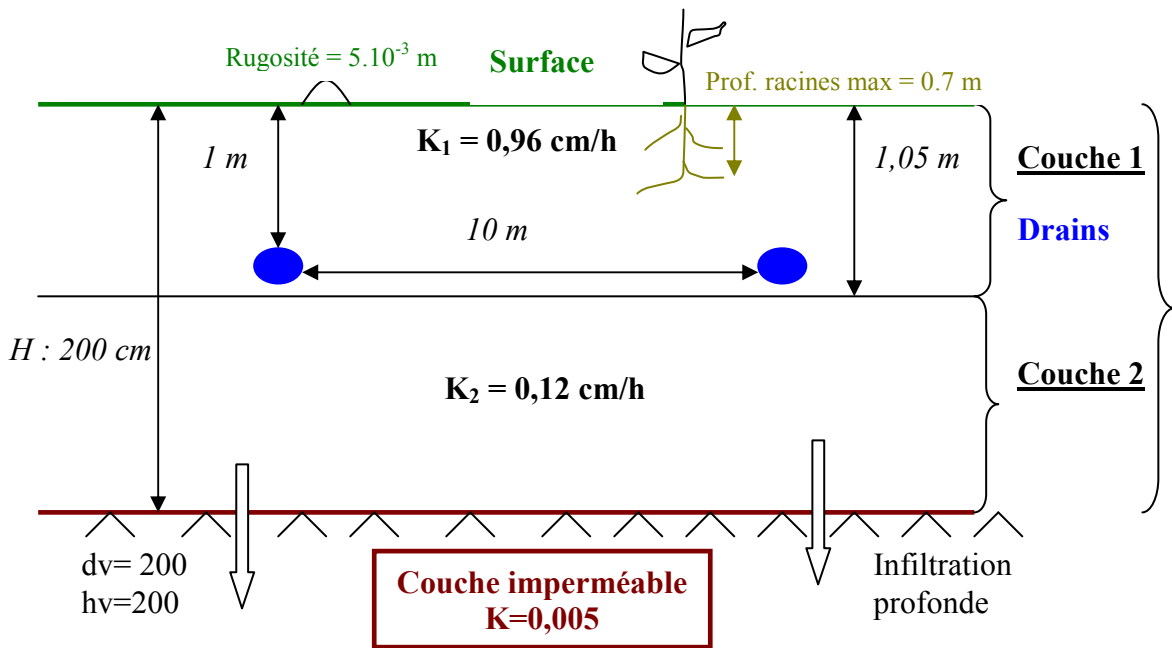 Rugosité = 5.10⁻³ m
Surface
Prof. racines max = 0.7 m
1 m
K₁ = 0,96 cm/h
1,05 m
Couche 1
10 m
Drains
H : 200 cm
K₂ = 0,12 cm/h
Couche 2
dv= 200
hv=200
Couche imperméable
K=0,005
Infiltration
profonde